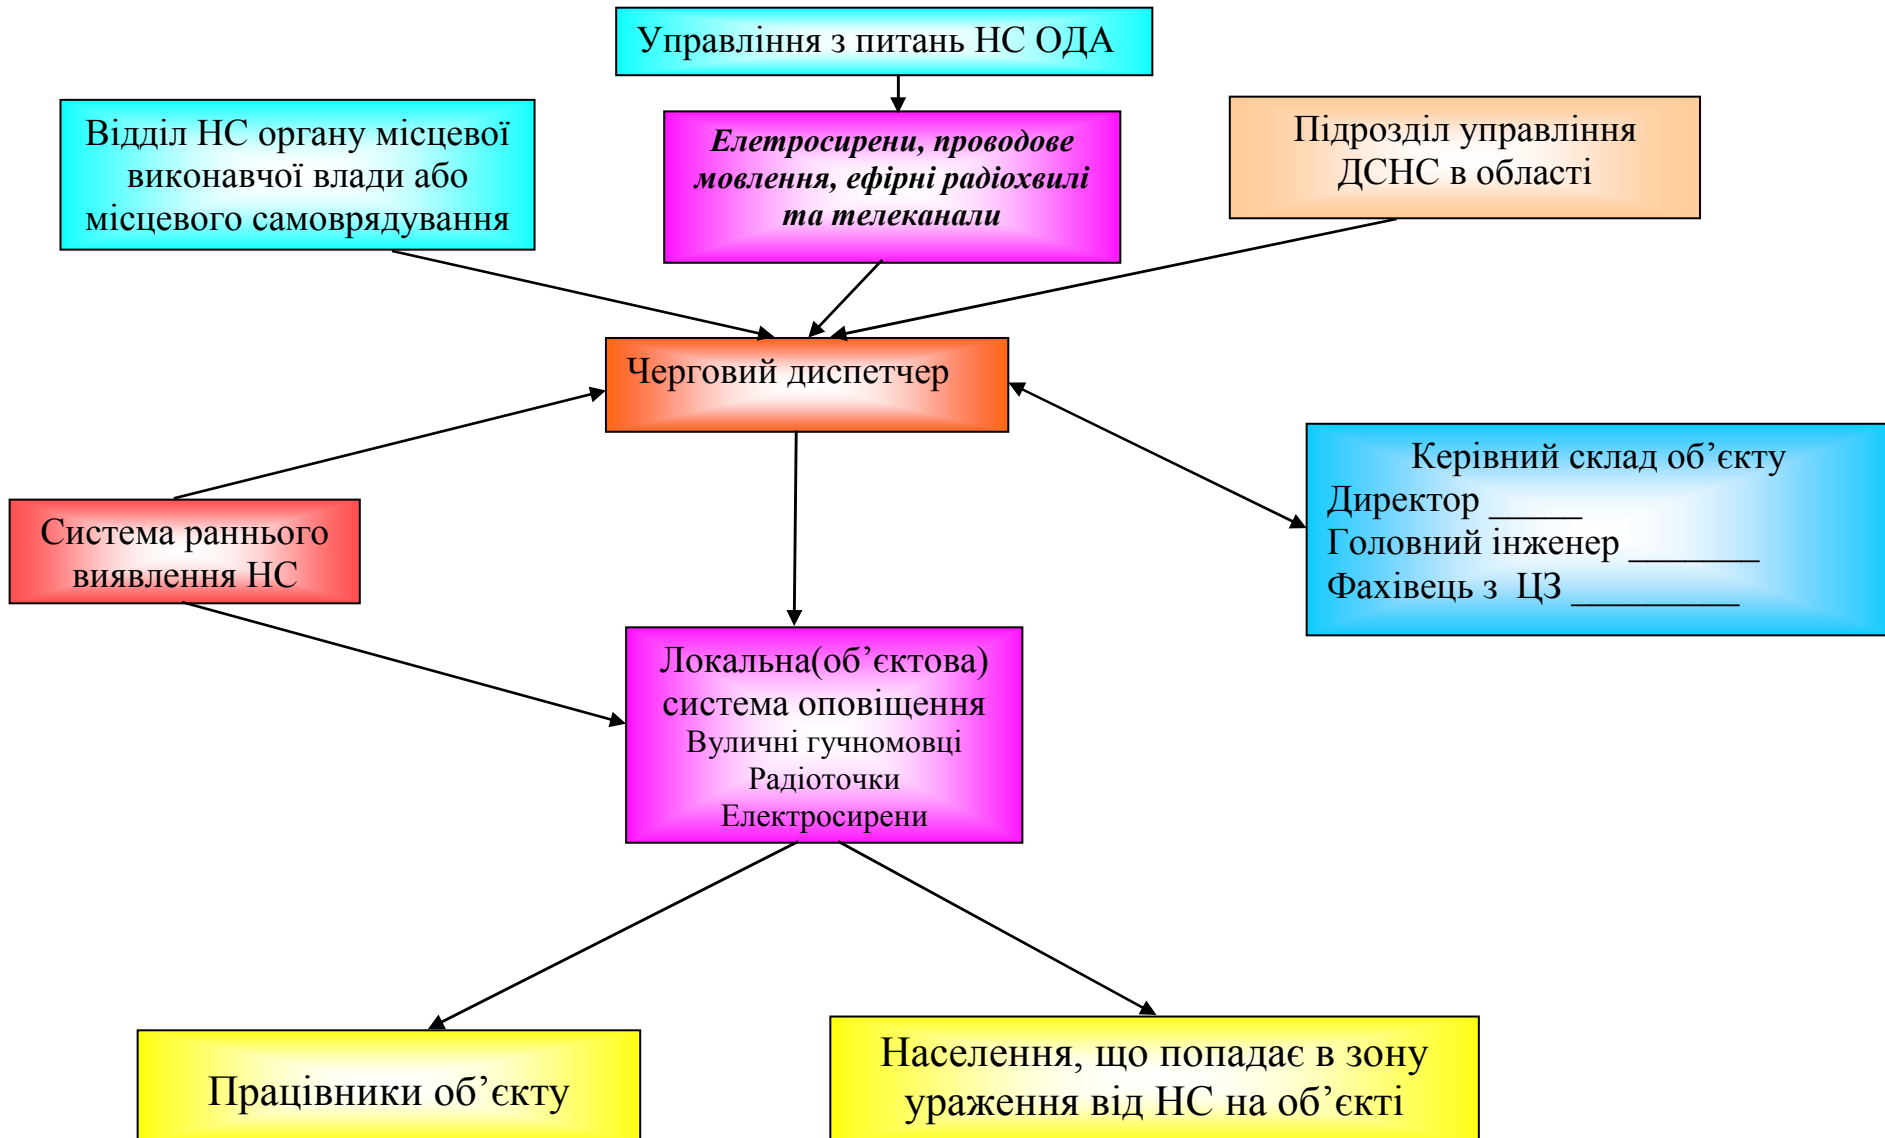 Управління з питань НС ОДА
Відділ НС органу місцевої
виконавчої влади або
місцевого самоврядування
Елетросирени, проводове
мовлення, ефірні радіохвилі
та телеканали
Підрозділ управління
ДСНС в області
Черговий диспетчер
Керівний склад об’єкту
Директор _____
Головний інженер _______
Фахівець з  ЦЗ _________
Система раннього
виявлення НС
Локальна(об’єктова)
система оповіщення
Вуличні гучномовці
Радіоточки
Електросирени
Працівники об’єкту
Населення, що попадає в зону
ураження від НС на об’єкті